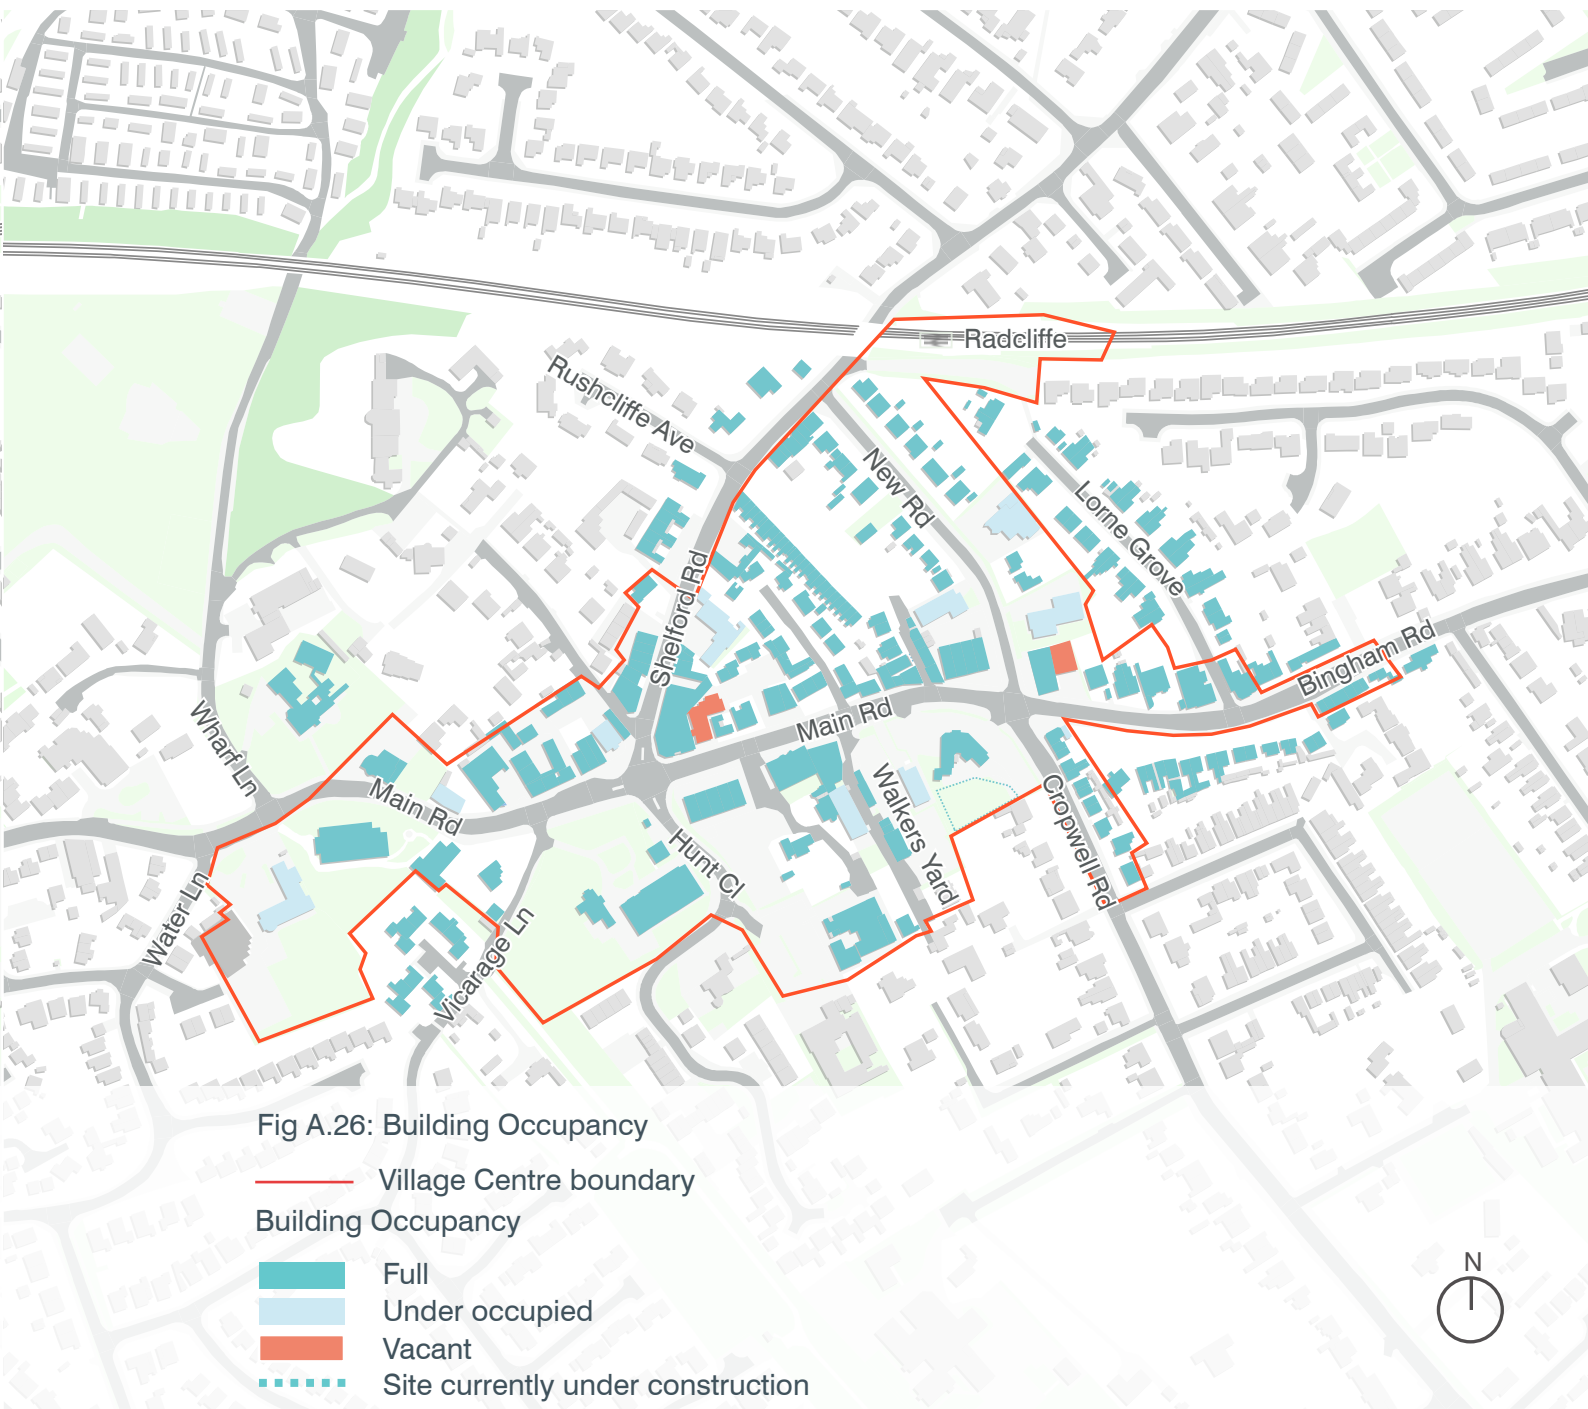 Radcliffe
Rushcliffe Ave
New Rd
Lorne Grove
Shelford Rd
Bingham Rd
Main Rd
Wharf Ln
Main Rd
Walkers Yard
Cropwell Rd
Hunt Cl
Water Ln
Vicarage Ln
Fig A.26: Building Occupancy
Village Centre boundary
Building Occupancy
Full
Under occupied
Vacant
Site currently under construction
N